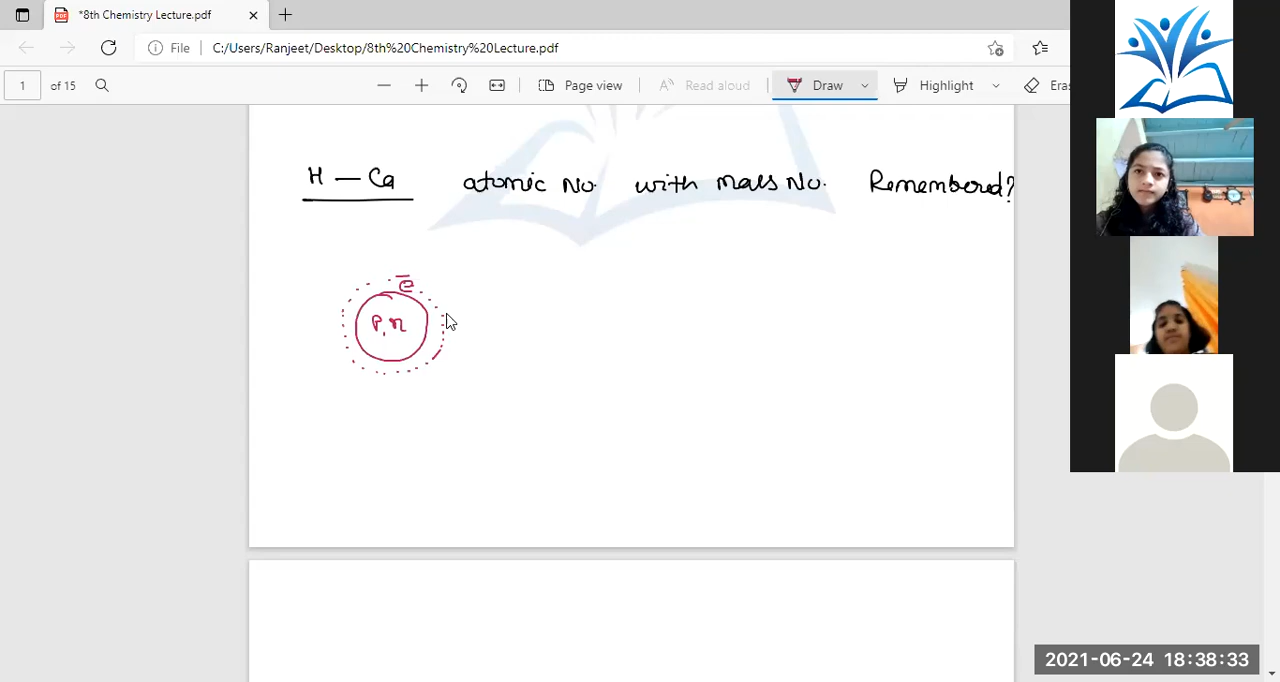 *8th Chemistry Lecture.pdf
File C:/Users/Ranjeet/Desktop/8th%20Chemistry%20Lecture.pdf
1 of 15 Page view Read aloud Draw Highlight Eras
H — Ca atomic No. with Mass No. Remembered?
e
P, n
2021-06-24 18:38:33